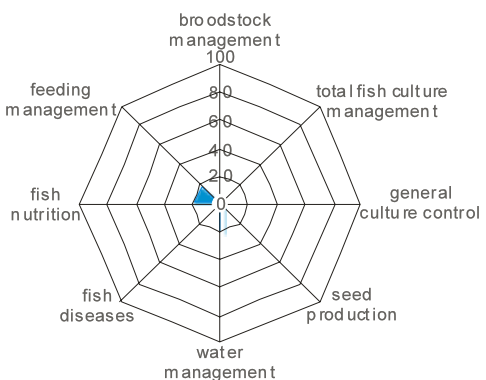 broodstock
management
100
feeding
management
80
total fish culture
management
60
40
20
fish
nutrition
0
general
culture control
fish
diseases
seed
production
water
management